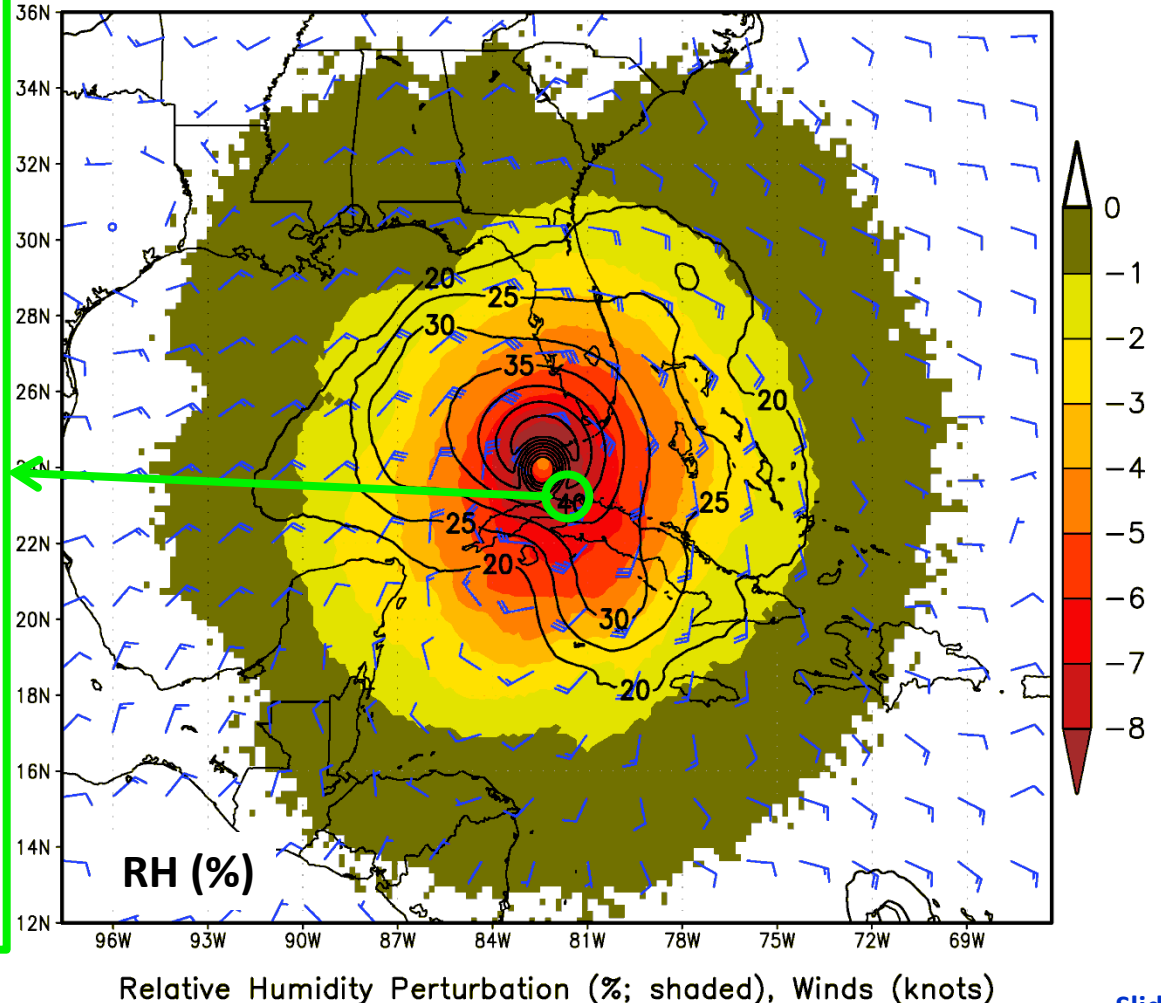 36N
34N
32N
30N
28N
26N
22N
20N
18N
16N
14N
12N
96W 93W 90W 87W 84W 81W 78W 75W 72W 69W
20
25
30
35
20
25
25
20
30
20
RH (%)
0
−1
−2
−3
−4
−5
−6
−7
−8
Relative Humidity Perturbation (%; shaded), Winds (knots)